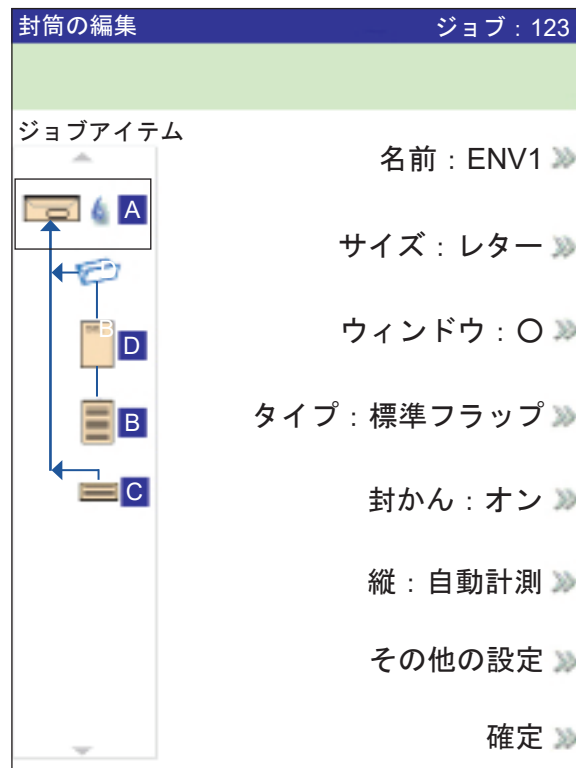 封筒の編集 ジョブ：123
ジョブアイテム
名前：ENV1
A
サイズ：レター
B
ウィンドウ：〇
D
タイプ：標準フラップ
B
封かん：オン
C
縦：自動計測
その他の設定
確定